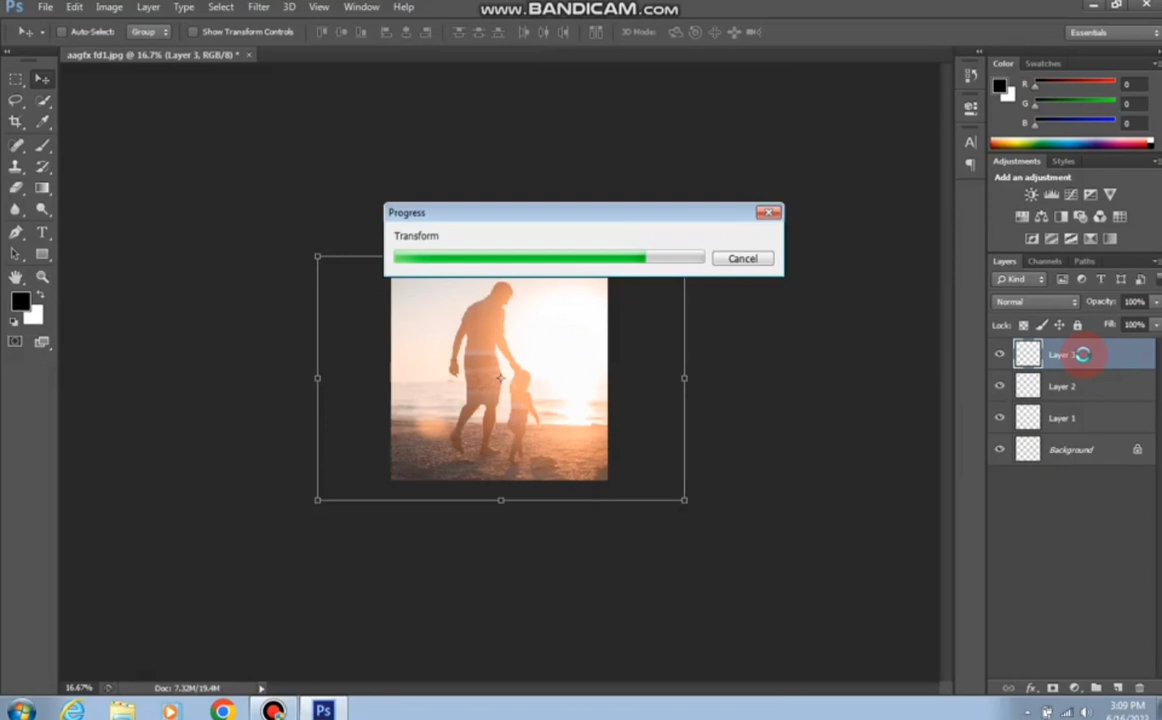 Ps File Edit Image Layer Type Select Filter 3D View Window Help
www.BANDICAM.com
Auto-Select: Group Show Transform Controls 3D Mode: Essentials
aagfx fd1.jpg @ 16.7% (Layer 3, RGB/8) * ×
Color Swatches
R 0
G 0
B 0
Adjustments Styles
Add an adjustment
Progress
Transform
Cancel
Layers Channels Paths
Kind
Normal Opacity: 100%
Lock: Fill: 100%
Layer 3
Layer 2
Layer 1
Background
16.67% Doc: 7.32M/19.4M
Ps
3:09 PM